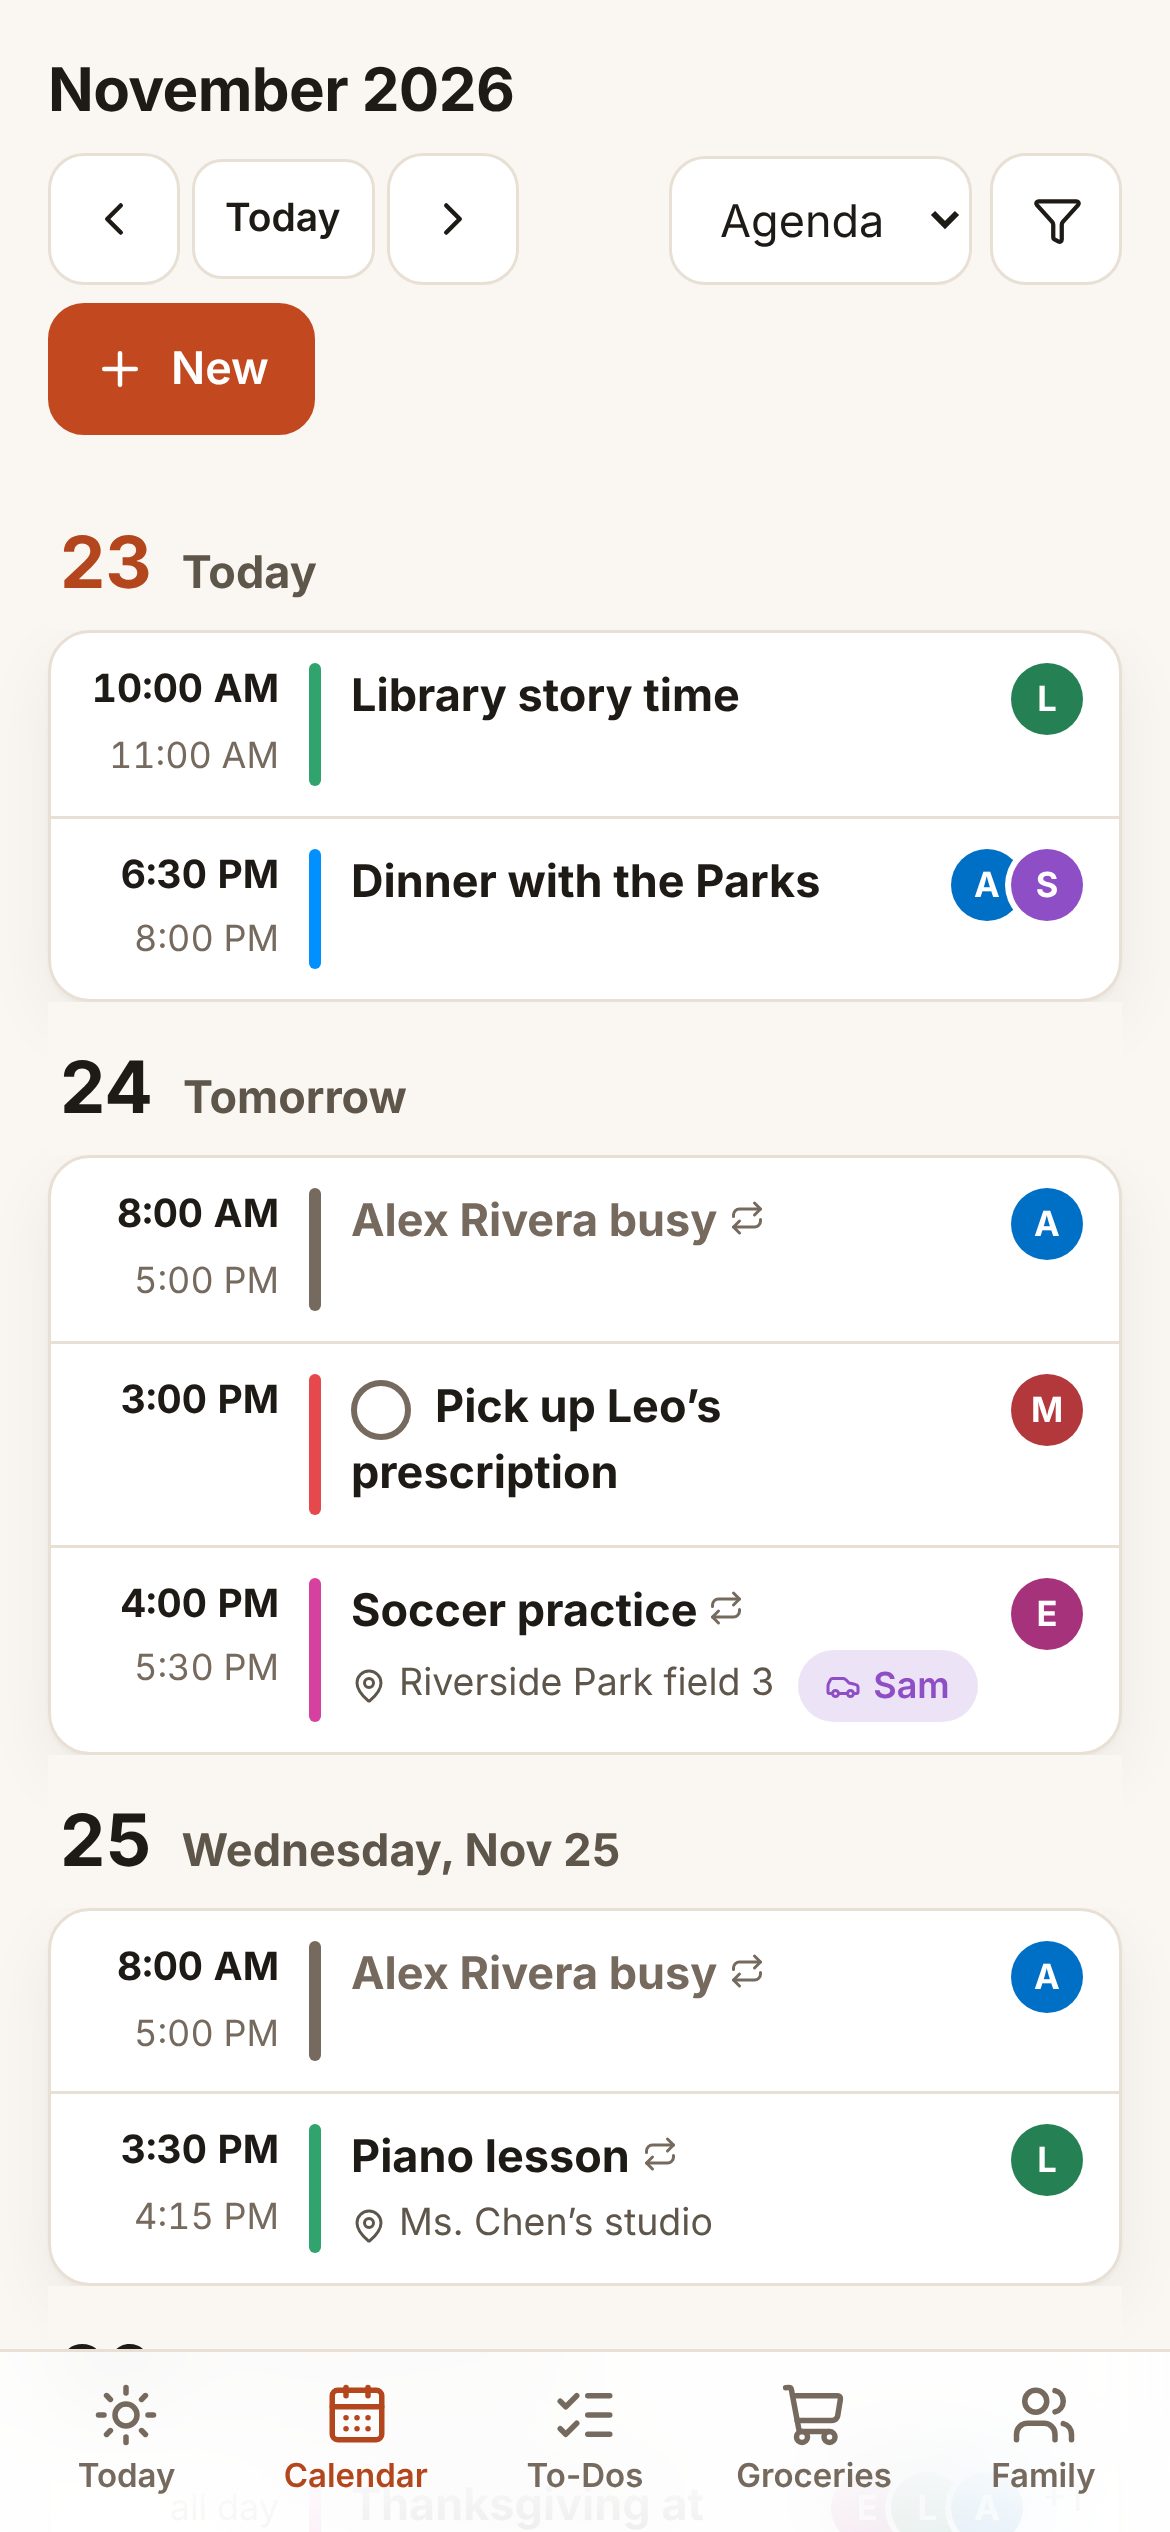 November 2026
Today
Agenda
New
23 Today
10:00 AM Library story time L
11:00 AM
6:30 PM Dinner with the Parks A S
8:00 PM
24 Tomorrow
8:00 AM Alex Rivera busy A
5:00 PM
3:00 PM Pick up Leo’s M
prescription
4:00 PM Soccer practice E
5:30 PM Riverside Park field 3 Sam
25 Wednesday, Nov 25
8:00 AM Alex Rivera busy A
5:00 PM
3:30 PM Piano lesson L
4:15 PM Ms. Chen’s studio
Today Calendar To-Dos Groceries Family
all day Thanksgiving at E L A